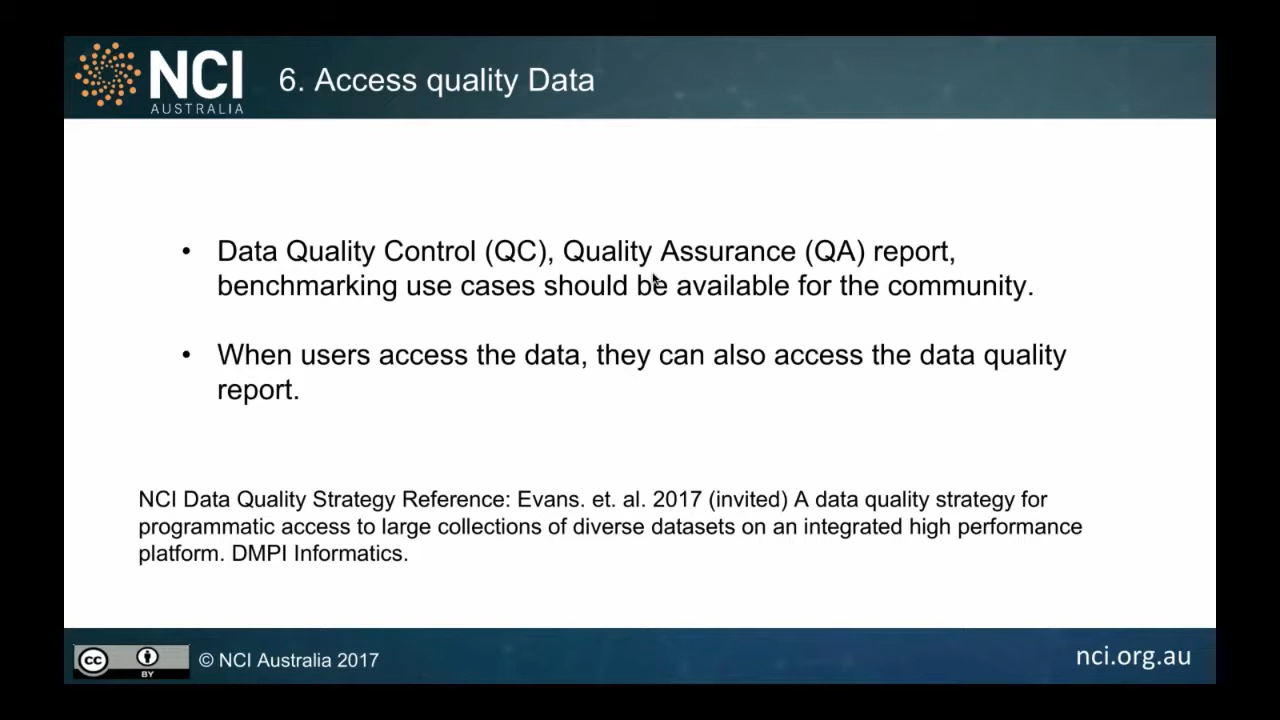 NCI
AUSTRALIA
6. Access quality Data
• Data Quality Control (QC), Quality Assurance (QA) report,
benchmarking use cases should be available for the community.
• When users access the data, they can also access the data quality
report.
NCI Data Quality Strategy Reference: Evans. et. al. 2017 (invited) A data quality strategy for
programmatic access to large collections of diverse datasets on an integrated high performance
platform. DMPI Informatics.
cc
BY
© NCI Australia 2017
nci.org.au